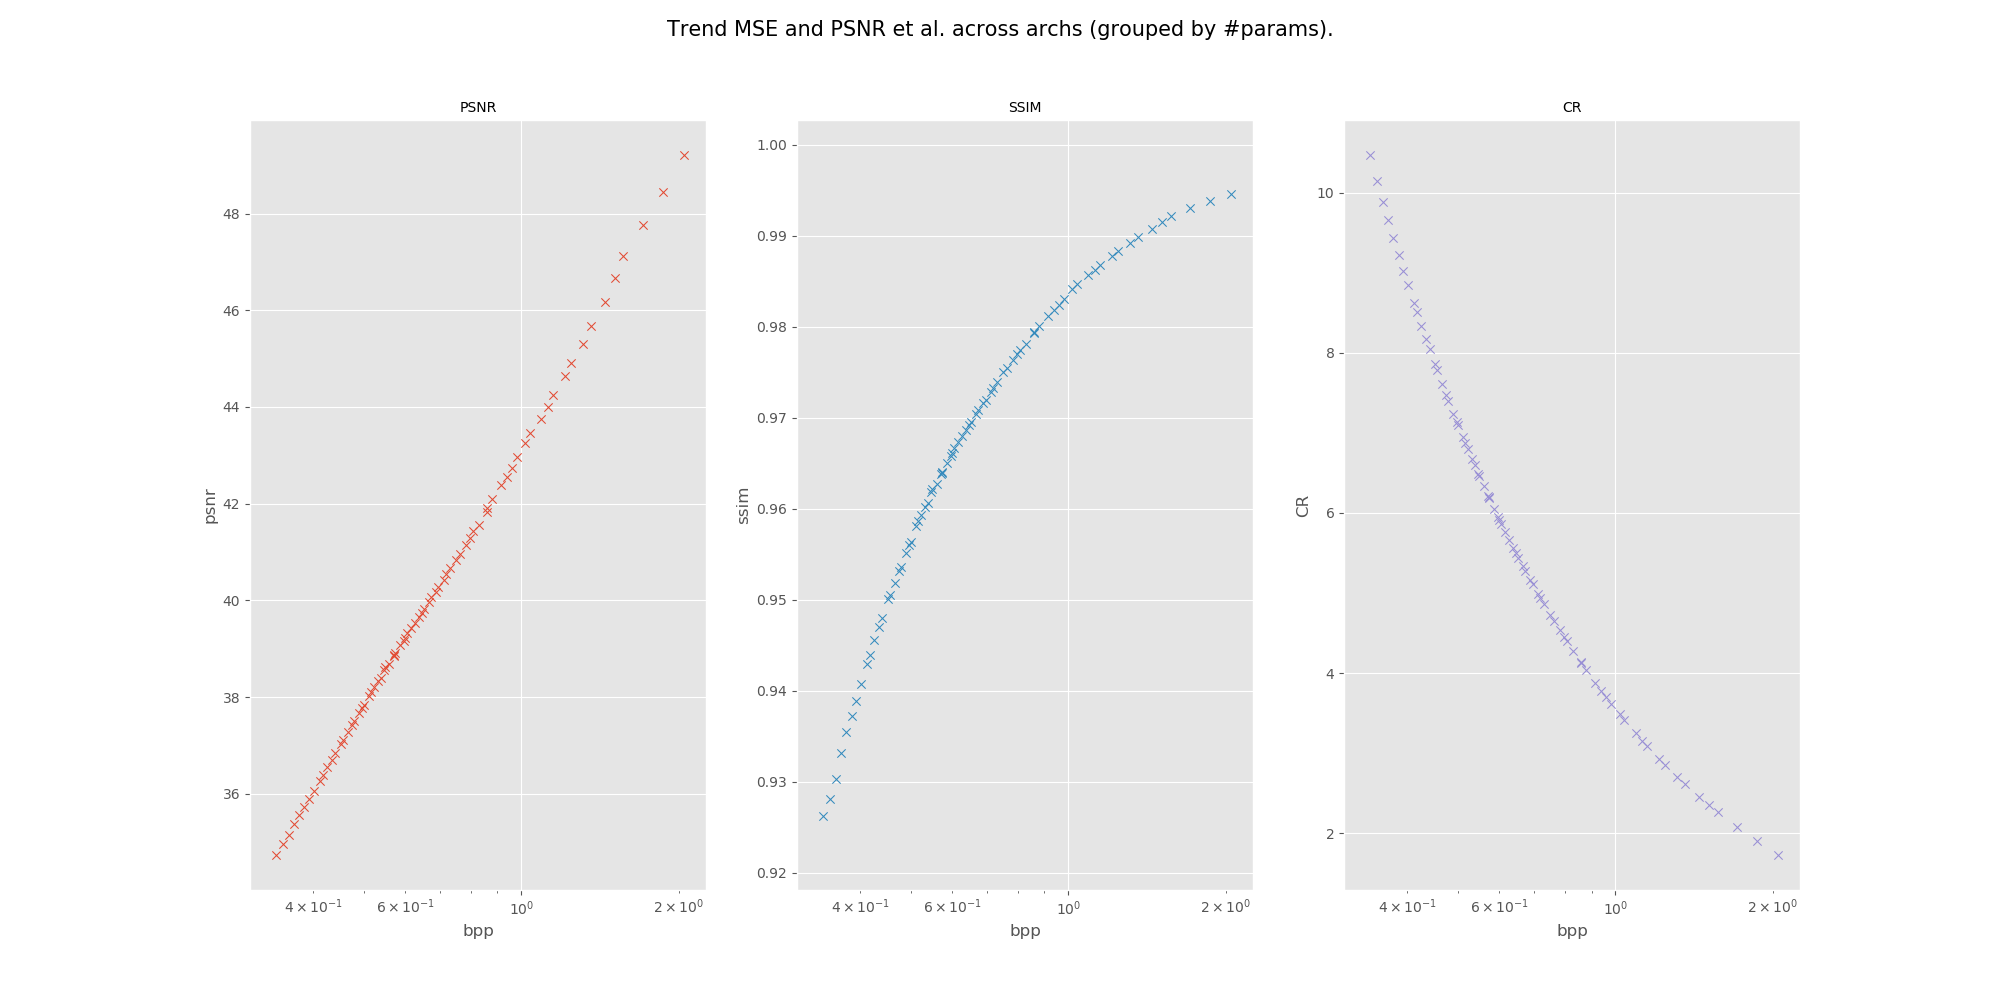 Trend MSE and PSNR et al. across archs (grouped by #params).
PSNR
psnr
48
46
44
42
40
38
36
4 × 10⁻¹ 6 × 10⁻¹ 10⁰ 2 × 10⁰
bpp
SSIM
ssim
1.00
0.99
0.98
0.97
0.96
0.95
0.94
0.93
0.92
4 × 10⁻¹ 6 × 10⁻¹ 10⁰ 2 × 10⁰
bpp
CR
CR
10
8
6
4
2
4 × 10⁻¹ 6 × 10⁻¹ 10⁰ 2 × 10⁰
bpp